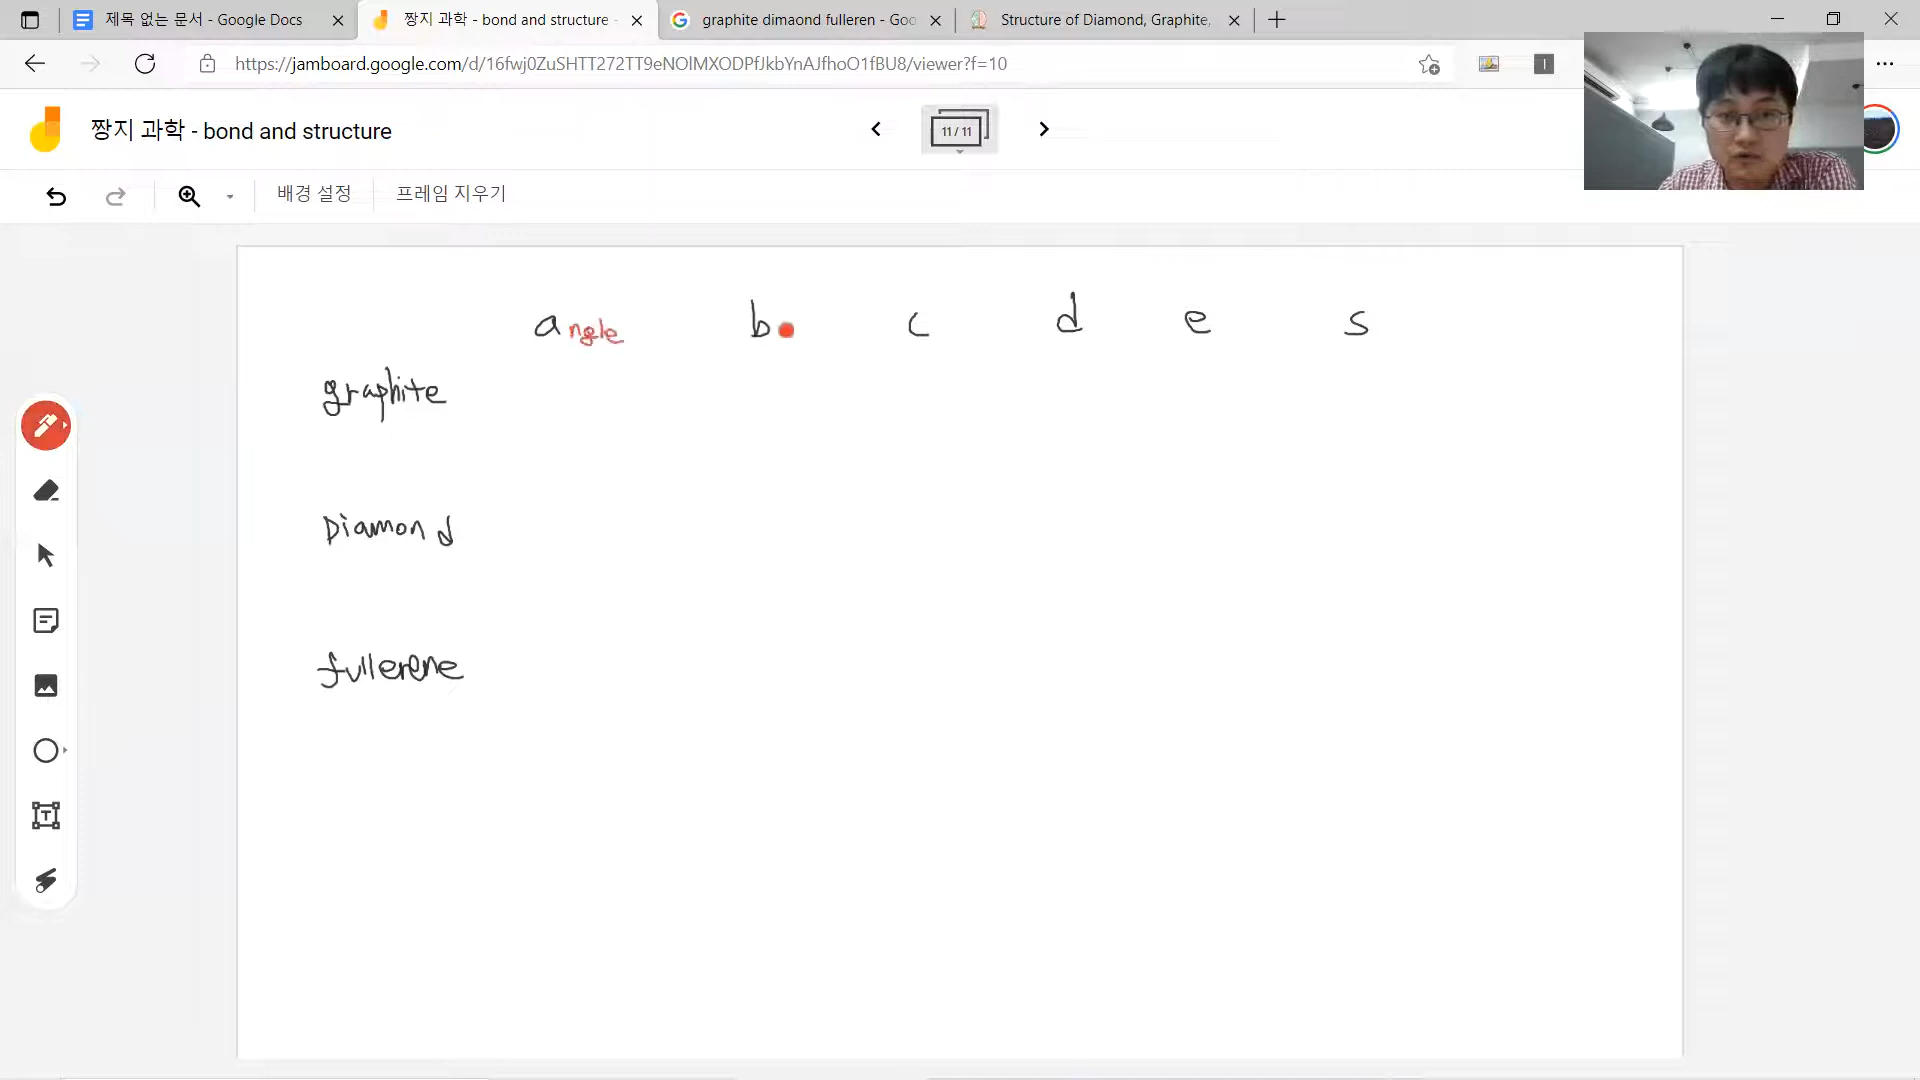 제목 없는 문서 - Google Docs
짱지 과학 - bond and structure -
graphite dimaond fulleren - Goo
Structure of Diamond, Graphite,
https://jamboard.google.com/d/16fwj0ZuSHTT272TT9eNOlMXODPfJkbYnAJfhoO1fBU8/viewer?f=10
짱지 과학 - bond and structure
11 / 11
배경 설정
프레임 지우기
angle b c d e s
graphite
Diamond
fullerene